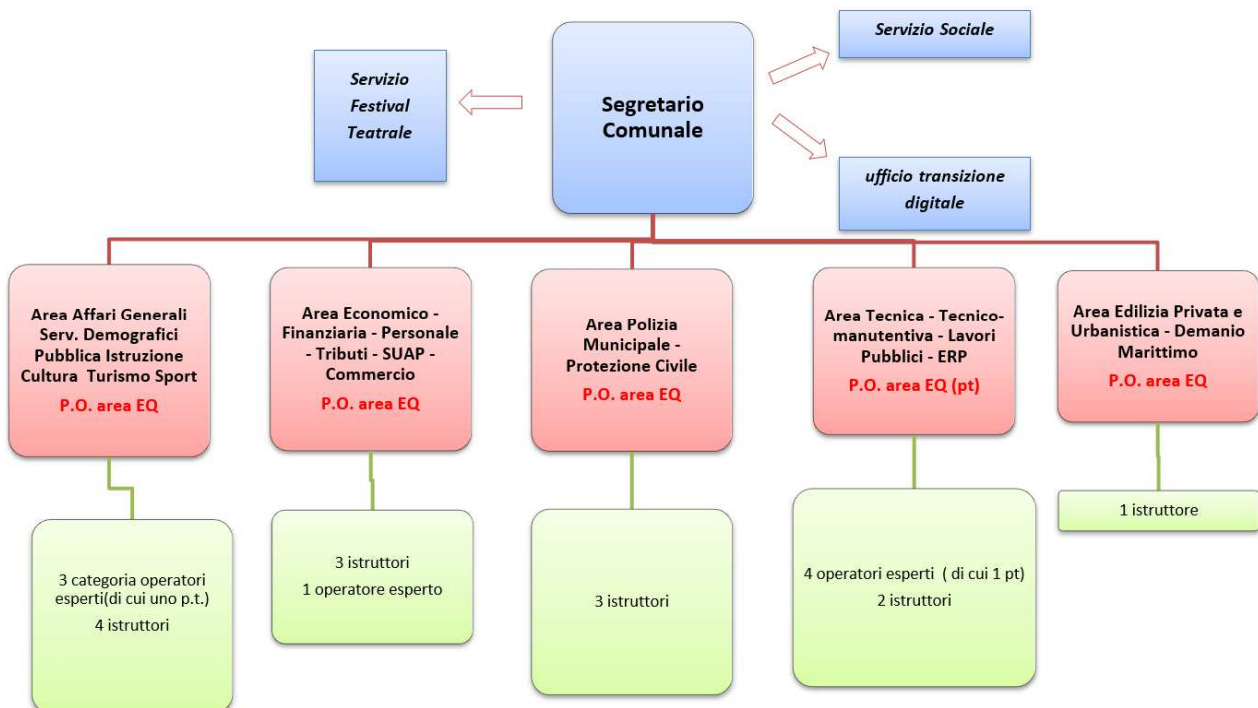 Servizio
Festival
Teatrale
Segretario
Comunale
Servizio Sociale
ufficio transizione
digitale
Area Affari Generali
Serv. Demografici
Pubblica Istruzione
Cultura Turismo Sport
P.O. area EQ
Area Economico -
Finanziaria - Personale
- Tributi - SUAP -
Commercio
P.O. area EQ
Area Polizia
Municipale -
Protezione Civile
P.O. area EQ
Area Tecnica - Tecnico-
manutentiva - Lavori
Pubblici - ERP
P.O. area EQ (pt)
Area Edilizia Privata e
Urbanistica - Demanio
Marittimo
P.O. area EQ
3 categoria operatori
esperti(di cui uno p.t.)
4 istruttori
3 istruttori
1 operatore esperto
3 istruttori
4 operatori esperti ( di cui 1 pt)
2 istruttori
1 istruttore